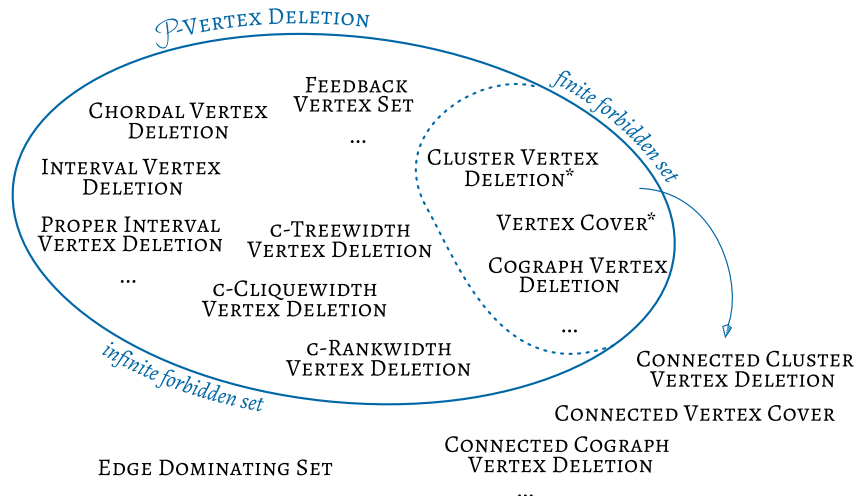 𝒫-Vertex Deletion
finite forbidden set
Feedback
Vertex Set
...
Chordal Vertex
Deletion
Interval Vertex
Deletion
Proper Interval
Vertex Deletion
...
c-Treewidth
Vertex Deletion
c-Cliquewidth
Vertex Deletion
c-Rankwidth
Vertex Deletion
infinite forbidden set
Cluster Vertex
Deletion*
Vertex Cover*
Cograph Vertex
Deletion
...
Connected Cluster
Vertex Deletion
Connected Vertex Cover
Connected Cograph
Vertex Deletion
...
Edge Dominating Set